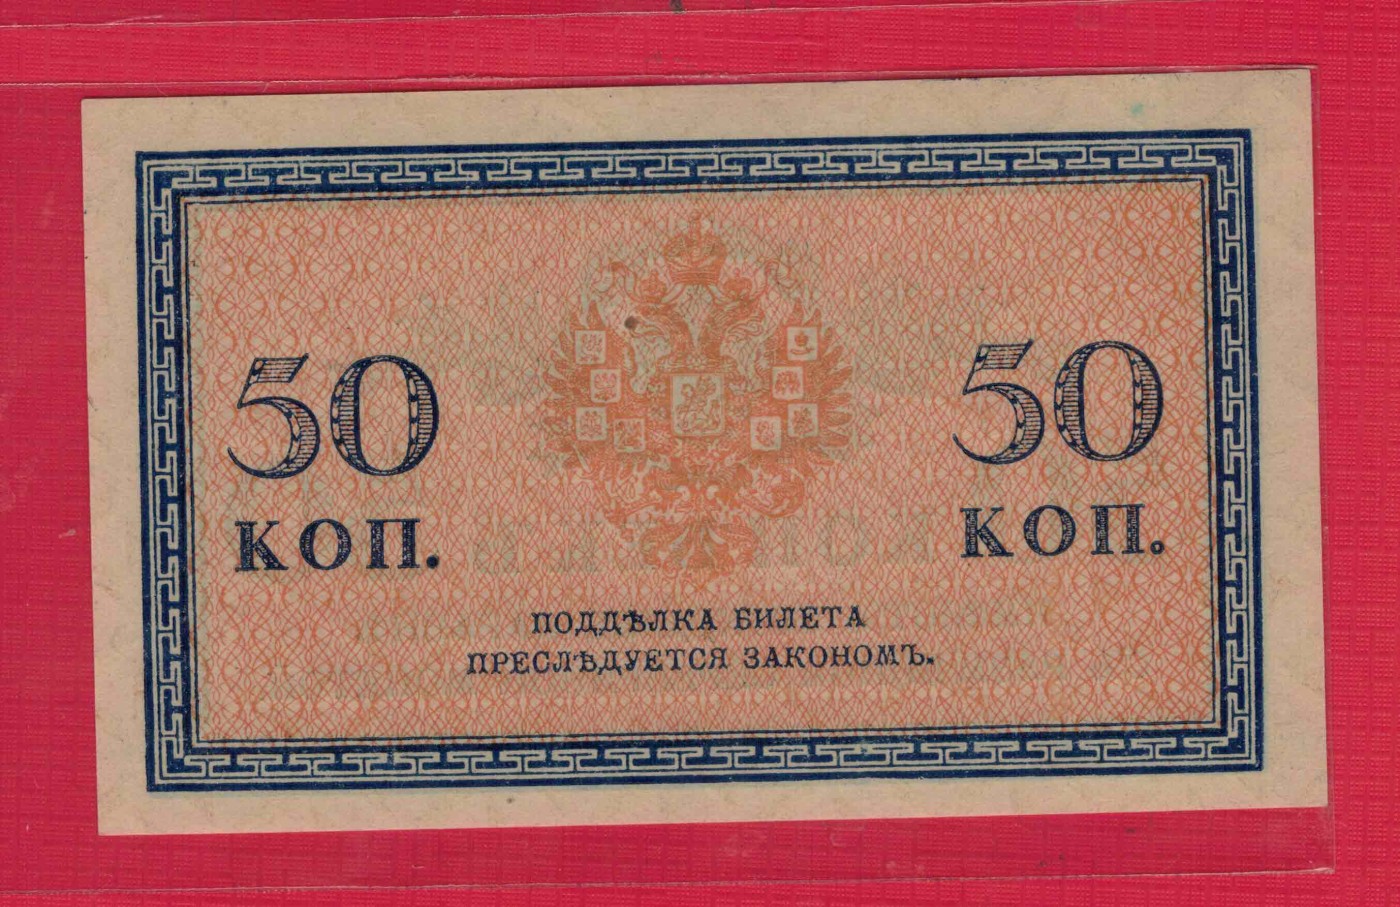 50 50
КОП. КОП.
ПОДДѢЛКА БИЛЕТА
ПРЕСЛѢДУЕТСЯ ЗАКОНОМЪ.